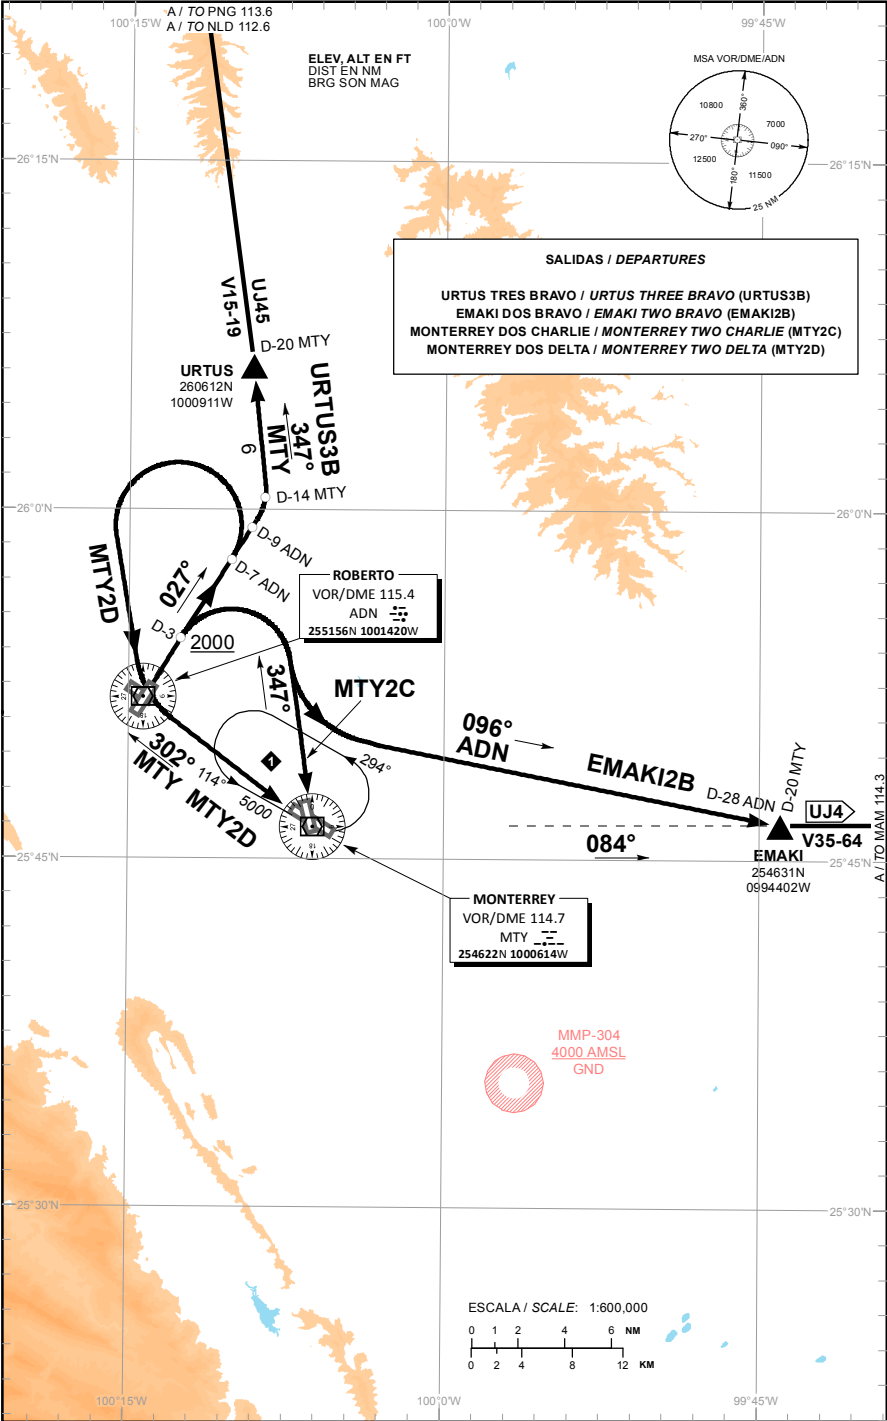 A / TO PNG 113.6
A / TO NLD 112.6
100°15'W
100°0'W
99°45'W
ELEV, ALT EN FT
DIST EN NM
BRG SON MAG
MSA VOR/DME/ADN
10800
360°
7000
270°
090°
12500
180°
11500
25 NM
26°15'N
26°15'N
SALIDAS / DEPARTURES
URTUS TRES BRAVO / URTUS THREE BRAVO (URTUS3B)
EMAKI DOS BRAVO / EMAKI TWO BRAVO (EMAKI2B)
MONTERREY DOS CHARLIE / MONTERREY TWO CHARLIE (MTY2C)
MONTERREY DOS DELTA / MONTERREY TWO DELTA (MTY2D)
UJ45
V15-19
D-20 MTY
URTUS
260612N
1000911W
URTUS3B
347°
MTY
6
D-14 MTY
26°0'N
26°0'N
D-9 ADN
D-7 ADN
MTY2D
027°
D-3
2000
ROBERTO
VOR/DME 115.4
ADN
255156N 1001420W
347°
MTY2C
302°
MTY
MTY2D
114°
5000
294°
1
096°
ADN
EMAKI2B
D-28 ADN
D-20 MTY
UJ4
V35-64
A / TO MAM 114.3
084°
EMAKI
254631N
0994402W
25°45'N
25°45'N
27
9
18
27
0
18
MONTERREY
VOR/DME 114.7
MTY
254622N 1000614W
MMP-304
4000 AMSL
GND
25°30'N
25°30'N
ESCALA / SCALE: 1:600,000
0 1 2 4 6 NM
0 2 4 8 12 KM
100°15'W
100°0'W
99°45'W